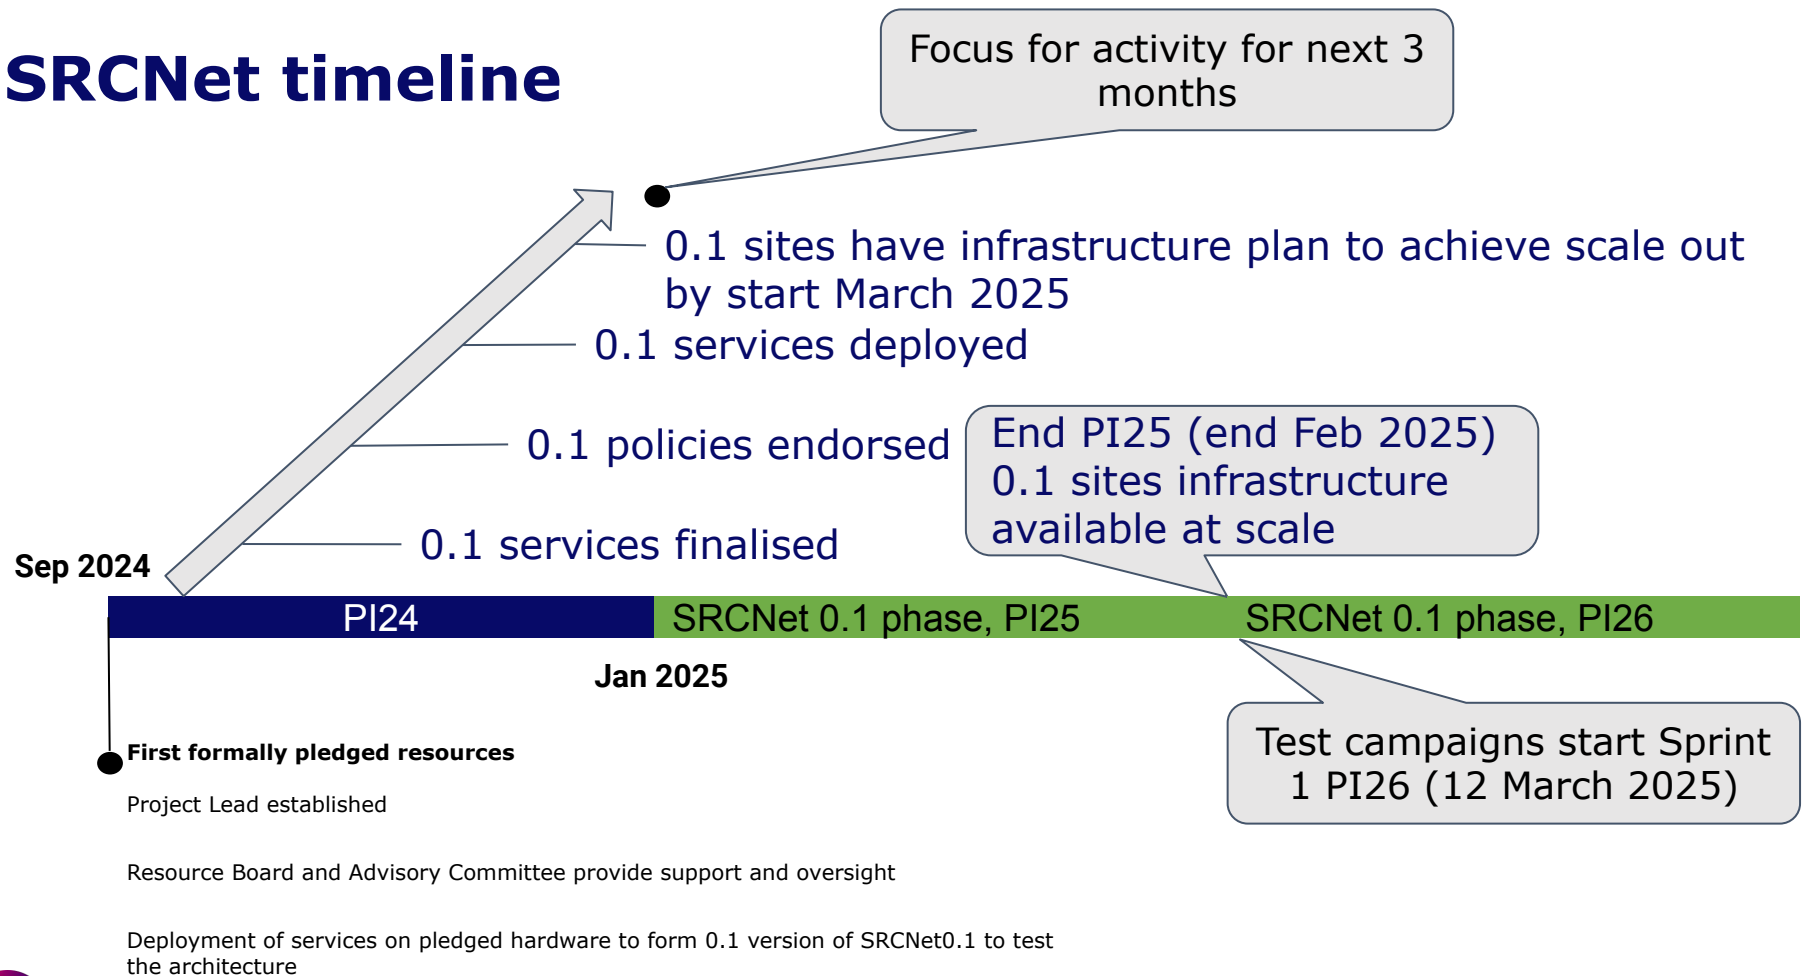 SRCNet timeline
Focus for activity for next 3
months
0.1 sites have infrastructure plan to achieve scale out
by start March 2025
0.1 services deployed
0.1 policies endorsed
End PI25 (end Feb 2025)
0.1 sites infrastructure
available at scale
0.1 services finalised
Sep 2024
PI24
SRCNet 0.1 phase, PI25
SRCNet 0.1 phase, PI26
Jan 2025
Test campaigns start Sprint
1 PI26 (12 March 2025)
First formally pledged resources
Project Lead established
Resource Board and Advisory Committee provide support and oversight
Deployment of services on pledged hardware to form 0.1 version of SRCNet0.1 to test
the architecture